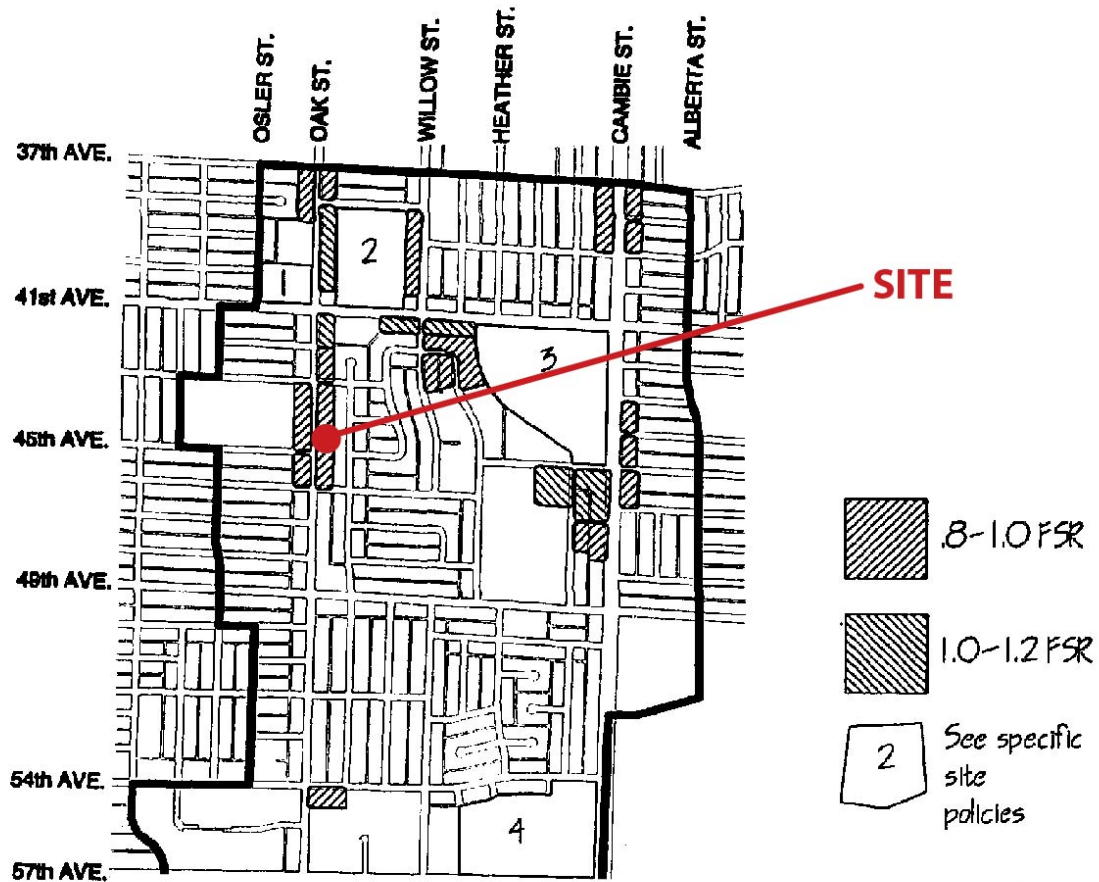 OSLER ST.
OAK ST.
WILLOW ST.
HEATHER ST.
CAMBIE ST.
ALBERTA ST.
37th AVE.
2
41st AVE.
SITE
3
45th AVE.
.8-1.0 FSR
49th AVE.
1.0-1.2 FSR
2
See specific
site
policies
54th AVE.
4
57th AVE.